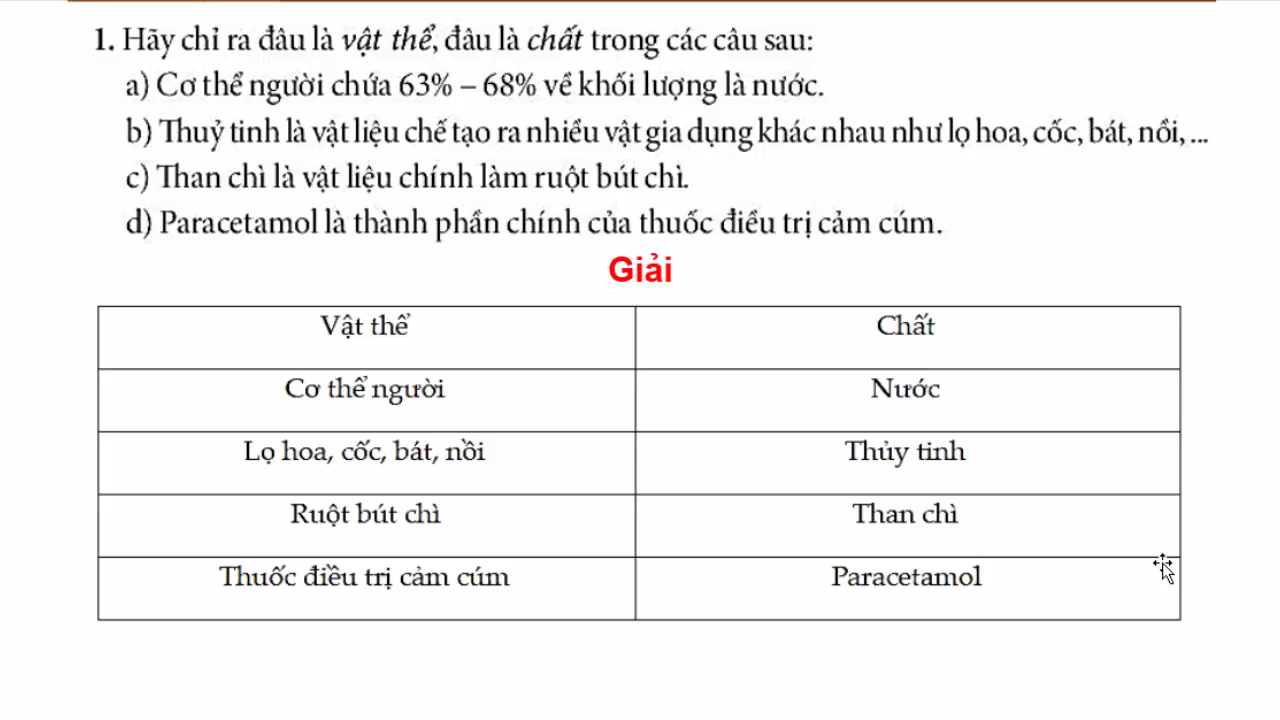 1. Hãy chỉ ra đâu là vật thể, đâu là chất trong các câu sau:
a) Cơ thể người chứa 63% – 68% về khối lượng là nước.
b) Thuỷ tinh là vật liệu chế tạo ra nhiều vật gia dụng khác nhau như lọ hoa, cốc, bát, nồi, ...
c) Than chì là vật liệu chính làm ruột bút chì.
d) Paracetamol là thành phần chính của thuốc điều trị cảm cúm.
Giải
Vật thể
Chất
Cơ thể người
Nước
Lọ hoa, cốc, bát, nồi
Thủy tinh
Ruột bút chì
Than chì
Thuốc điều trị cảm cúm
Paracetamol